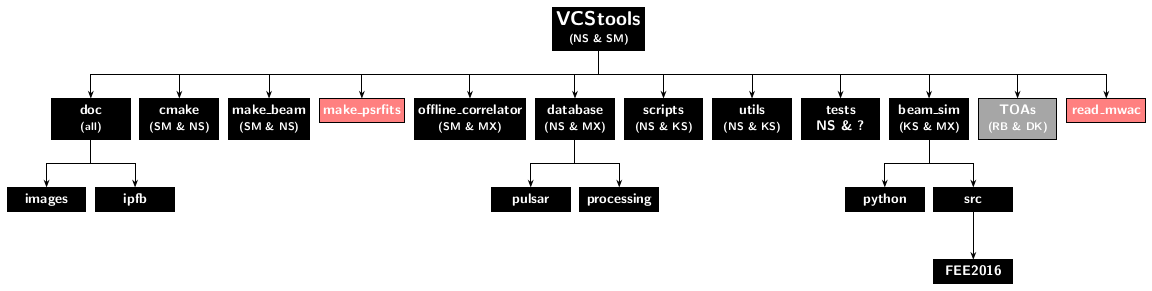 VCStools
(NS & SM)
doc
(all)
cmake
(SM & NS)
make_beam
(SM & NS)
make_psrfits
offline_correlator
(SM & MX)
database
(NS & MX)
scripts
(NS & KS)
utils
(NS & KS)
tests
NS & ?
beam_sim
(KS & MX)
TOAs
(RB & DK)
read_mwac
images
ipfb
pulsar
processing
python
src
FEE2016